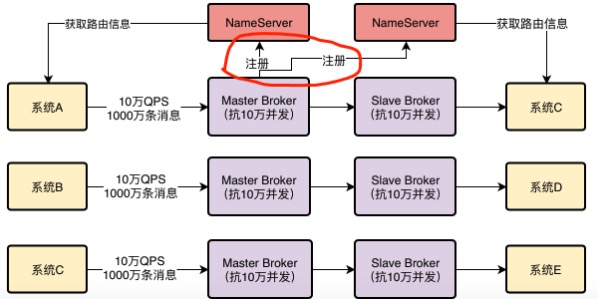 NameServer
NameServer
获取路由信息
获取路由信息
注册
注册
系统A
10万QPS
1000万条消息
Master Broker
(抗10万并发)
Slave Broker
(抗10万并发)
系统C
系统B
10万QPS
1000万条消息
Master Broker
(抗10万并发)
Slave Broker
(抗10万并发)
系统D
系统C
10万QPS
1000万条消息
Master Broker
(抗10万并发)
Slave Broker
(抗10万并发)
系统E